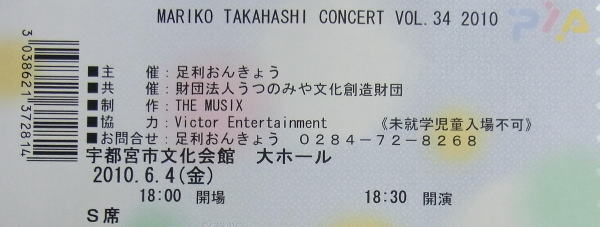 MARIKO TAKAHASHI CONCERT VOL.34 2010
PIA
■主　　催：足利おんきょう
■共　　催：財団法人うつのみや文化創造財団
■制　　作：THE MUSIX
■協　　力：Victor Entertainment　　《未就学児童入場不可》
■お問合せ：足利おんきょう　0284-72-8268
宇都宮市文化会館　大ホール
2010.6.4(金)
18:00 開場　　18:30 開演
S席
3 038621 372814